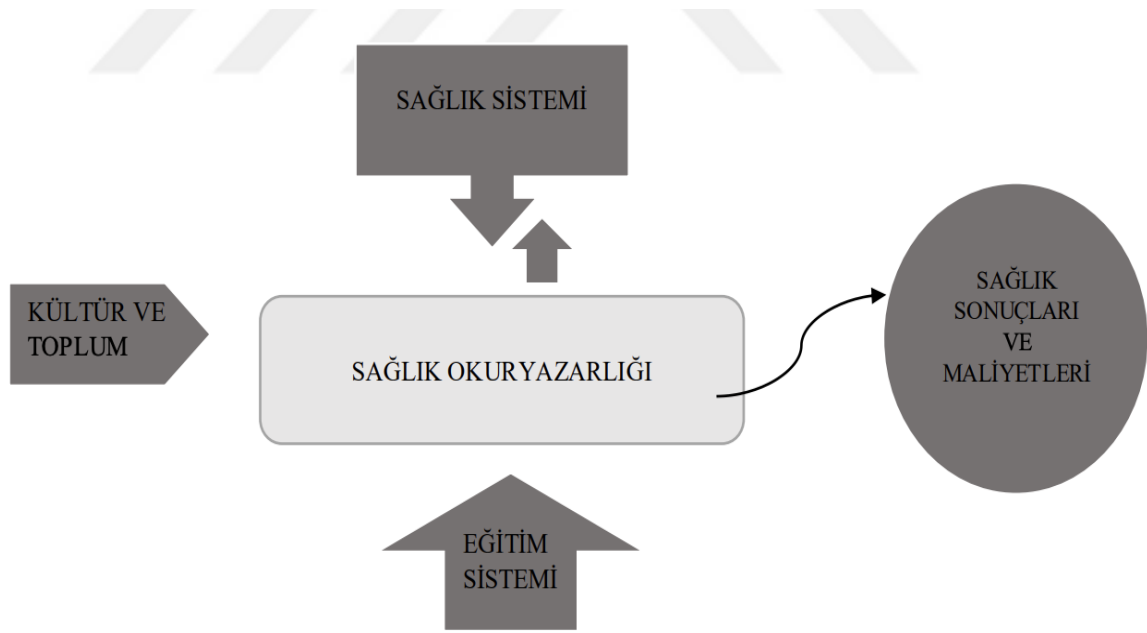 SAĞLIK SİSTEMİ
KÜLTÜR VE
TOPLUM
SAĞLIK OKURYAZARLIĞI
SAĞLIK
SONUÇLARI
VE
MALİYETLERİ
EĞİTİM
SİSTEMİ